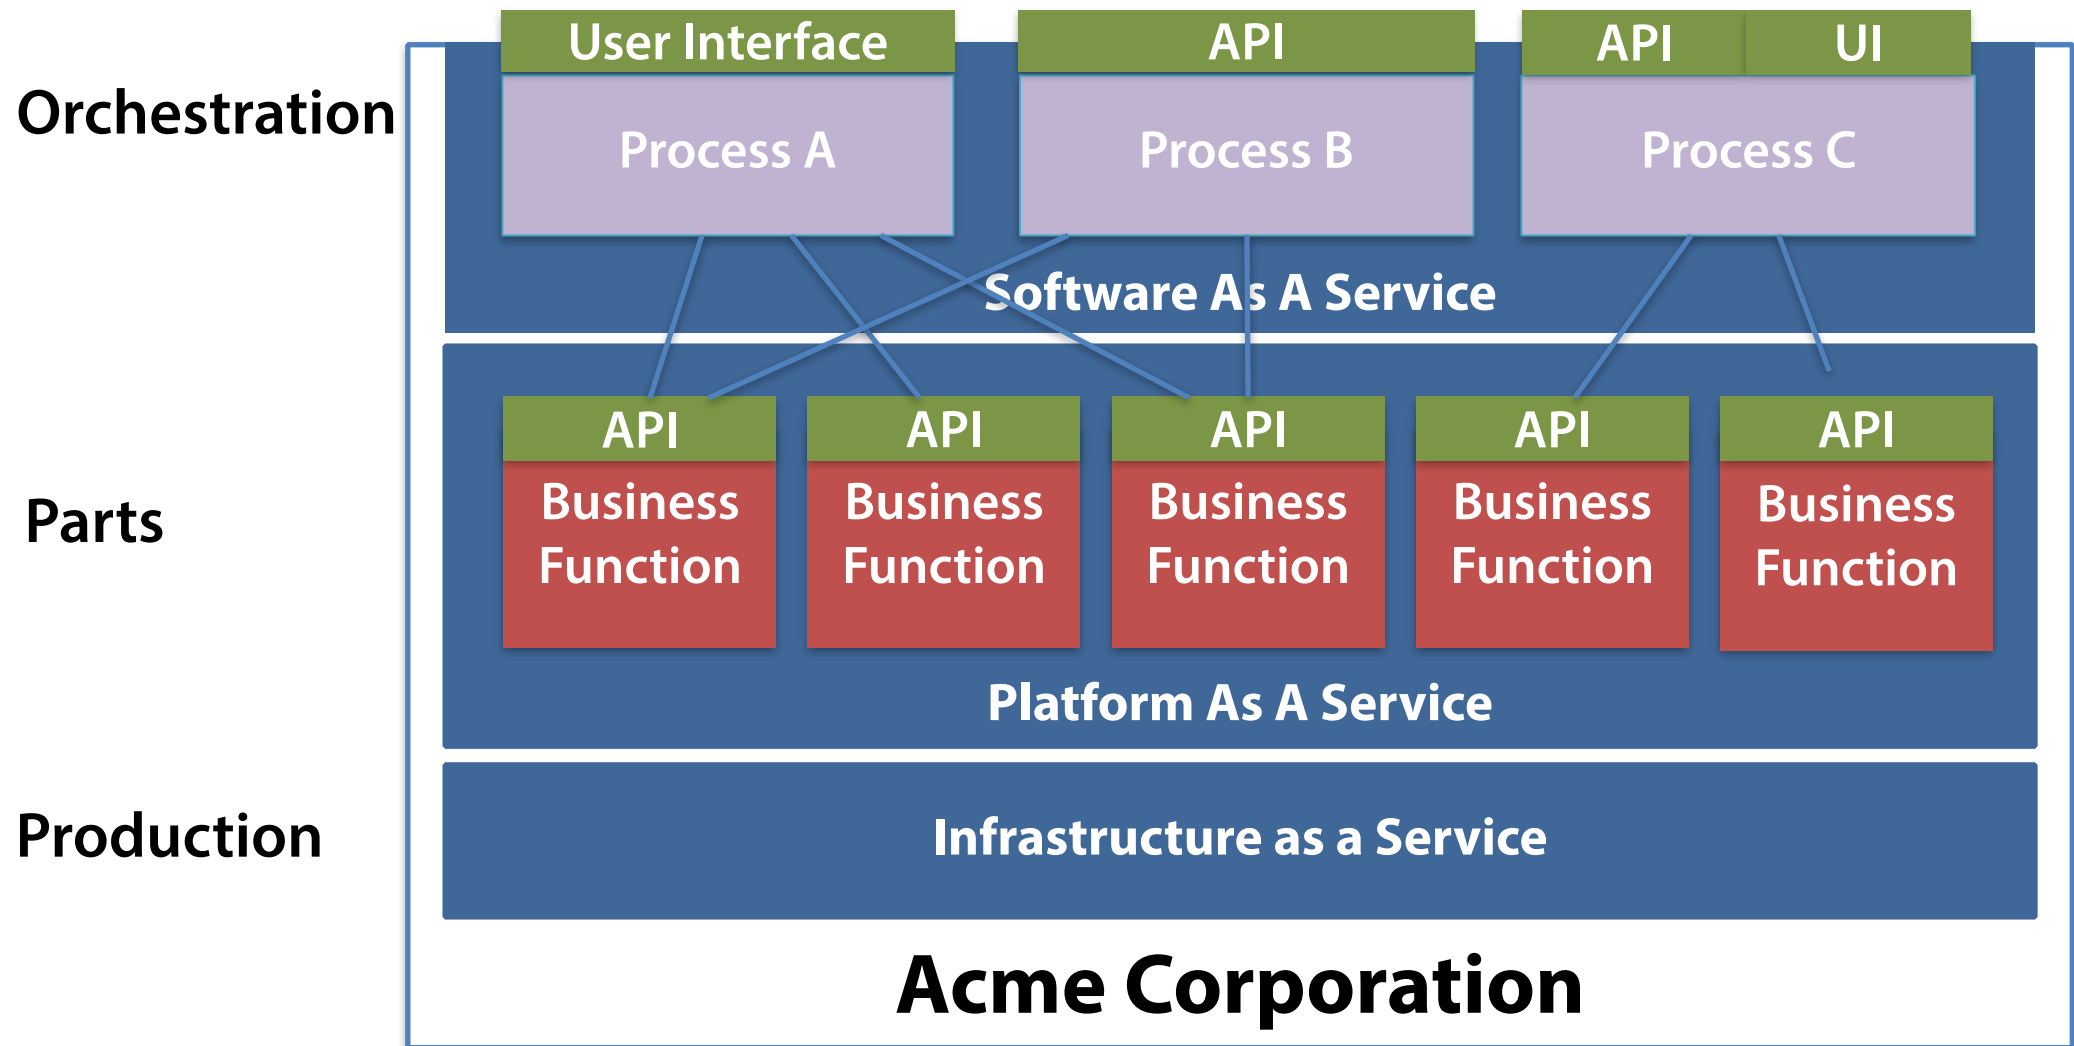 User Interface
API
API
UI
Orchestration
Process A
Process B
Process C
Software As A Service
API
API
API
API
API
Parts
Business
Function
Business
Function
Business
Function
Business
Function
Business
Function
Platform As A Service
Production
Infrastructure as a Service
Acme Corporation